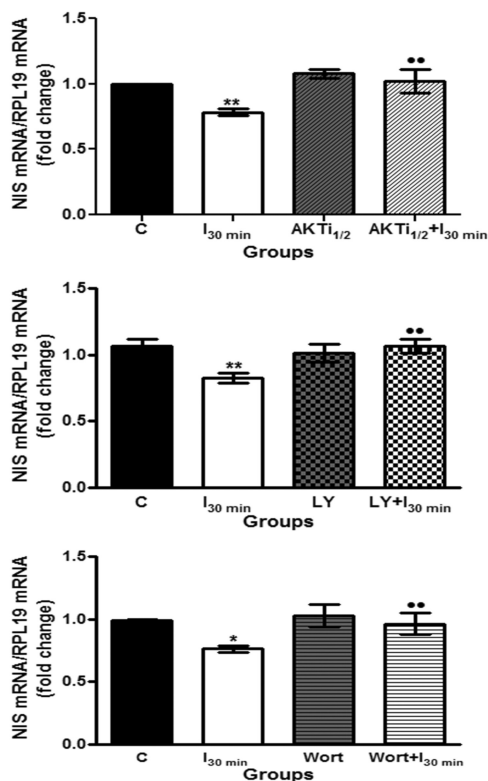 NIS mRNA/RPL19 mRNA
(fold change)
1.5
1.0
0.5
0.0
**
●●
C I30 min AKTi1/2 AKTi1/2+I30 min
Groups
NIS mRNA/RPL19 mRNA
(fold change)
1.5
1.0
0.5
0.0
**
●●
C I30 min LY LY+I30 min
Groups
NIS mRNA/RPL19 mRNA
(fold change)
1.5
1.0
0.5
0.0
*
●●
C I30 min Wort Wort+I30 min
Groups